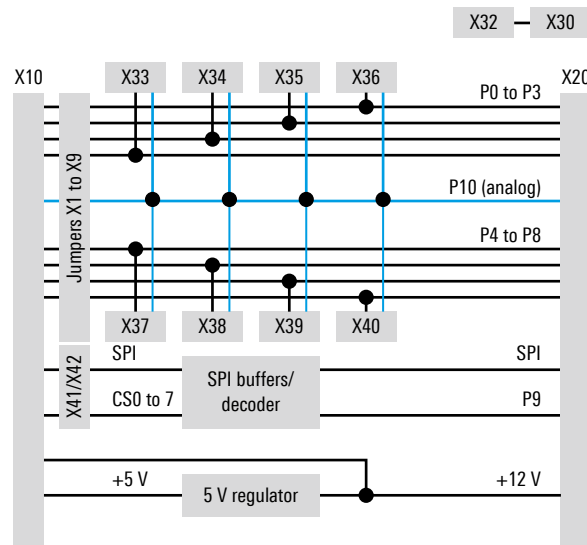 X32 X30
X10 X33 X34 X35 X36 X20
P0 to P3
Jumpers X1 to X9
P10 (analog)
P4 to P8
X37 X38 X39 X40
X41/X42
SPI SPI buffers/ SPI
decoder
CS0 to 7 P9
+5 V 5 V regulator +12 V